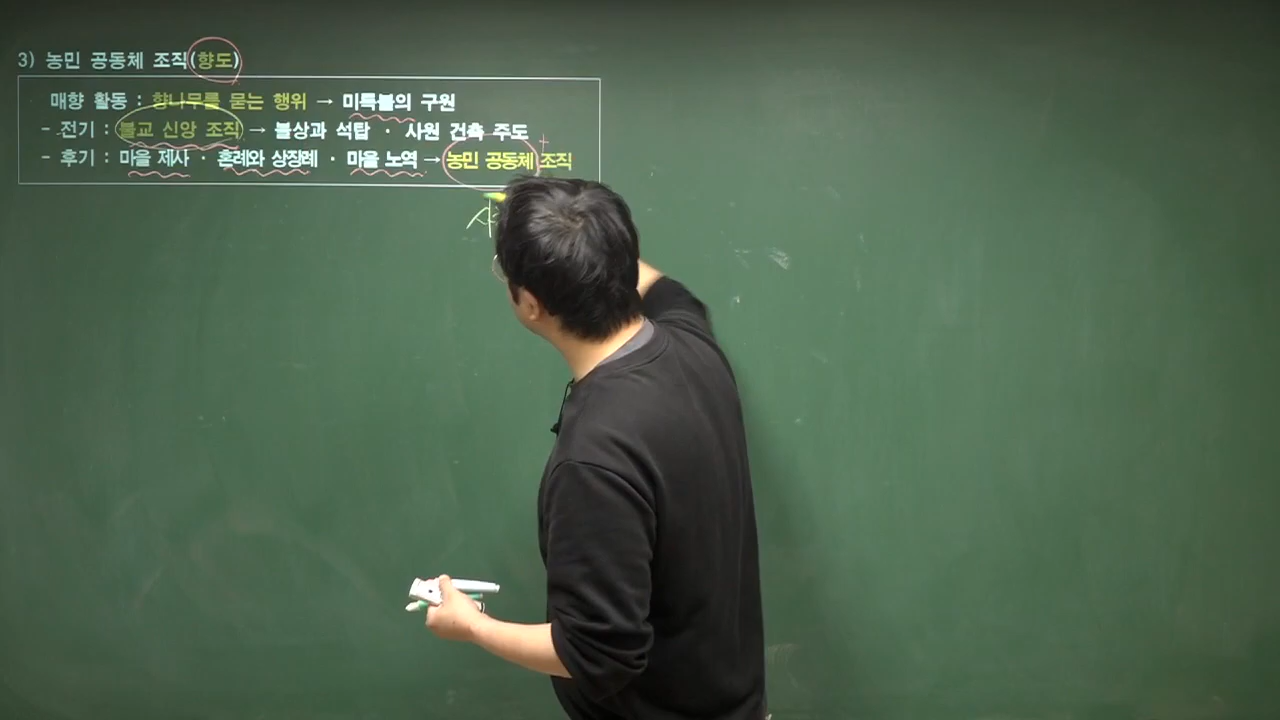 3) 농민 공동체 조직(향도)
매향 활동 : 향나무를 묻는 행위 → 미륵불의 구원
- 전기 : 불교 신앙 조직 → 불상과 석탑 · 사원 건축 주도
- 후기 : 마을 제사 · 혼례와 상장례 · 마을 노역 → 농민 공동체 조직